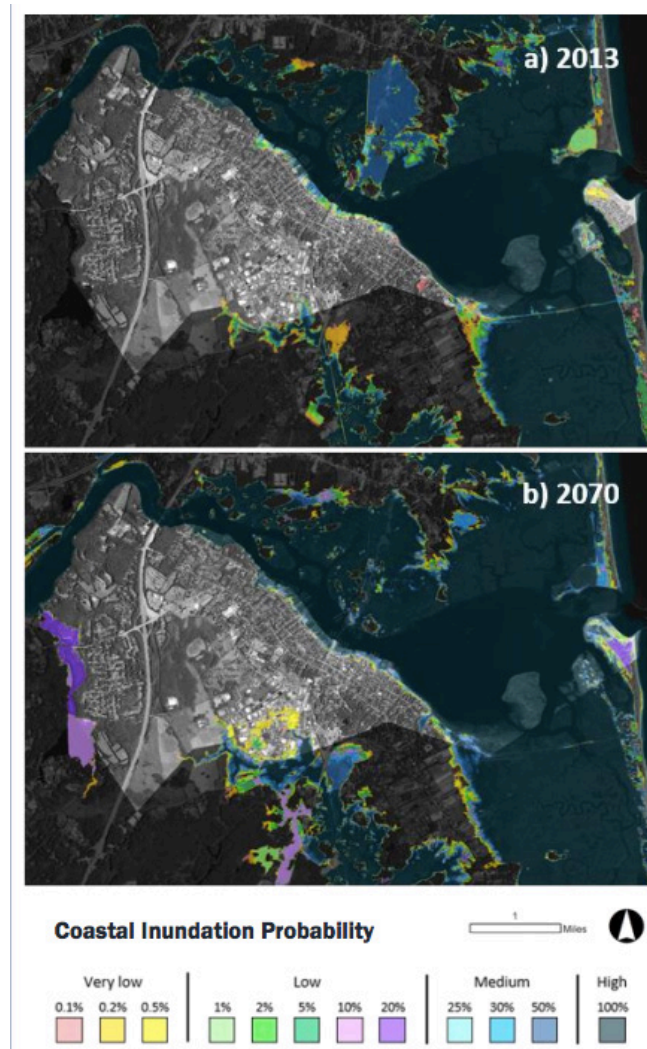 a) 2013
b) 2070
Coastal Inundation Probability
1
Miles
Very low
Low
Medium
High
0.1% 0.2% 0.5% 1% 2% 5% 10% 20% 25% 30% 50% 100%